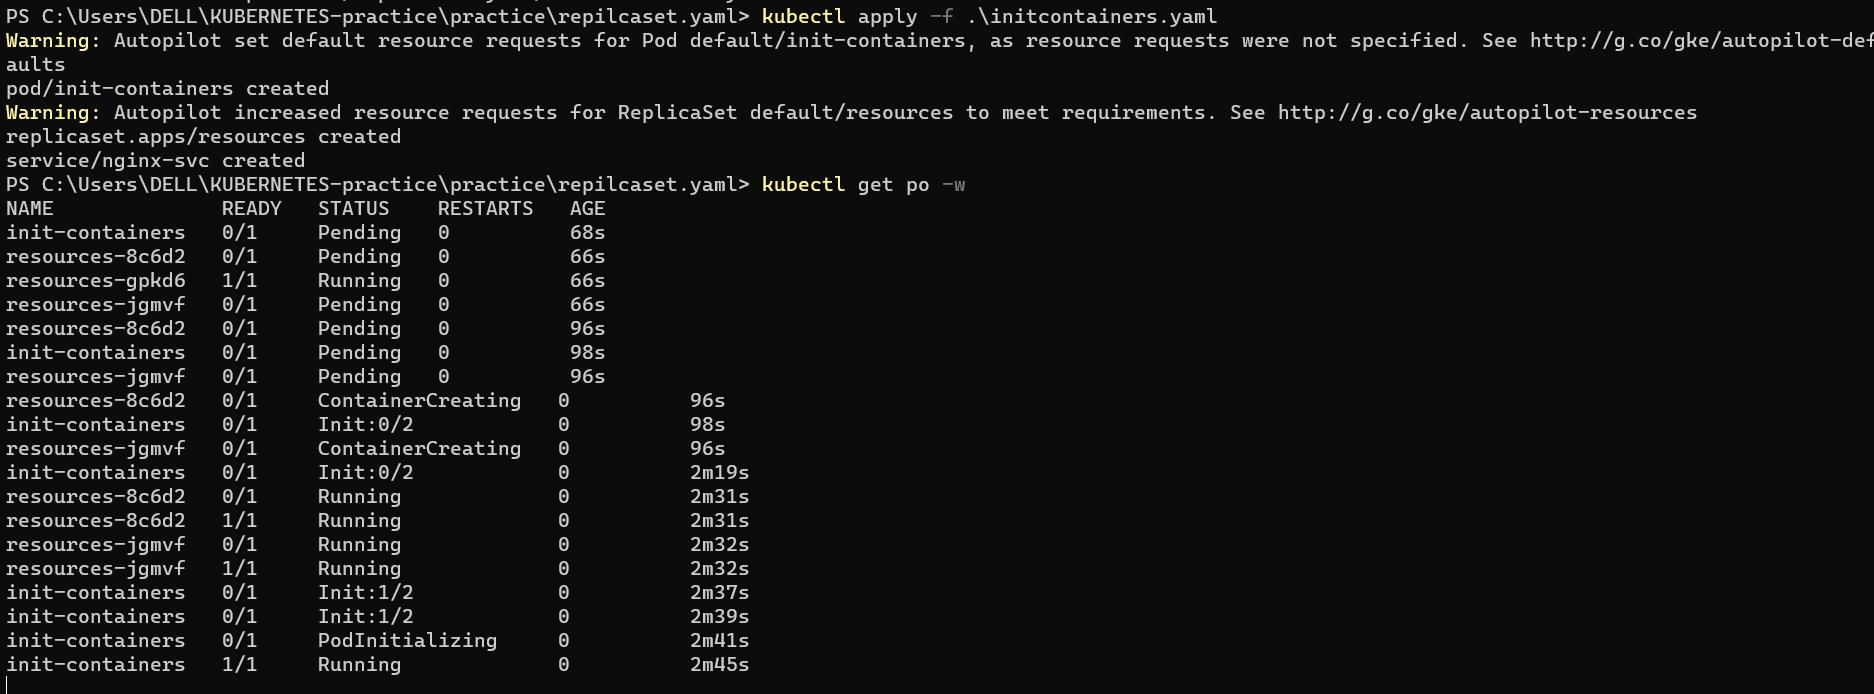 PS C:\Users\DELL\KUBERNETES-practice\practice\repilcaset.yaml> kubectl apply -f .\initcontainers.yaml
Warning: Autopilot set default resource requests for Pod default/init-containers, as resource requests were not specified. See http://g.co/gke/autopilot-def
aults
pod/init-containers created
Warning: Autopilot increased resource requests for ReplicaSet default/resources to meet requirements. See http://g.co/gke/autopilot-resources
replicaset.apps/resources created
service/nginx-svc created
PS C:\Users\DELL\KUBERNETES-practice\practice\repilcaset.yaml> kubectl get po -w
NAME              READY   STATUS    RESTARTS   AGE
init-containers   0/1     Pending   0          68s
resources-8c6d2   0/1     Pending   0          66s
resources-gpkd6   1/1     Running   0          66s
resources-jgmvf   0/1     Pending   0          66s
resources-8c6d2   0/1     Pending   0          96s
init-containers   0/1     Pending   0          98s
resources-jgmvf   0/1     Pending   0          96s
resources-8c6d2   0/1     ContainerCreating   0          96s
init-containers   0/1     Init:0/2            0          98s
resources-jgmvf   0/1     ContainerCreating   0          96s
init-containers   0/1     Init:0/2            0          2m19s
resources-8c6d2   0/1     Running             0          2m31s
resources-8c6d2   1/1     Running             0          2m31s
resources-jgmvf   0/1     Running             0          2m32s
resources-jgmvf   1/1     Running             0          2m32s
init-containers   0/1     Init:1/2            0          2m37s
init-containers   0/1     Init:1/2            0          2m39s
init-containers   0/1     PodInitializing     0          2m41s
init-containers   1/1     Running             0          2m45s